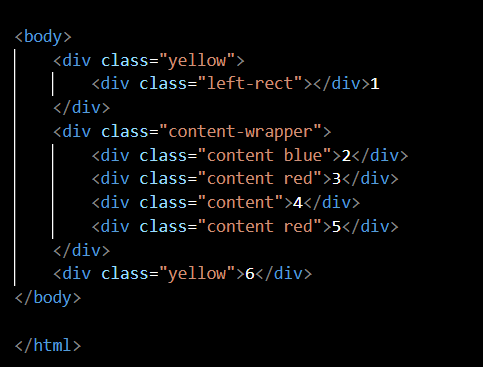 <body>
<div class="yellow">
<div class="left-rect"></div>1
</div>
<div class="content-wrapper">
<div class="content blue">2</div>
<div class="content red">3</div>
<div class="content">4</div>
<div class="content red">5</div>
</div>
<div class="yellow">6</div>
</body>
</html>